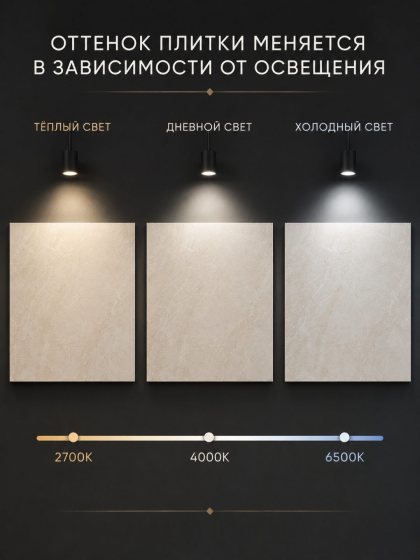 ОТТЕНОК ПЛИТКИ МЕНЯЕТСЯ
В ЗАВИСИМОСТИ ОТ ОСВЕЩЕНИЯ
ТЁПЛЫЙ СВЕТ
ДНЕВНОЙ СВЕТ
ХОЛОДНЫЙ СВЕТ
2700K
4000K
6500K